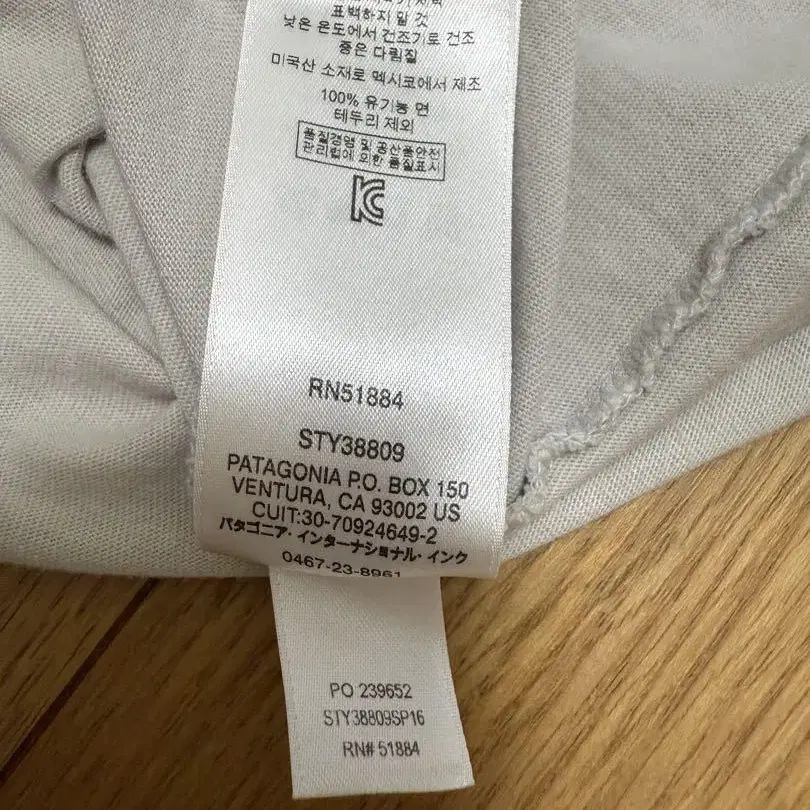 표백하지말 것
낮은 온도에서 건조기로 건조
중은 다림질
미국산 소재로 멕시코에서 제조
100% 유기농 면
테두리 제외
품질경영 및 공산품안전
관리법에 의한 품질표시
RN51884
STY38809
PATAGONIA P.O. BOX 150
VENTURA, CA 93002 US
CUIT:30-70924649-2
パタゴニア・インターナショナル・インク
0467-23-8961
PO 239652
STY38809SP16
RN# 51884